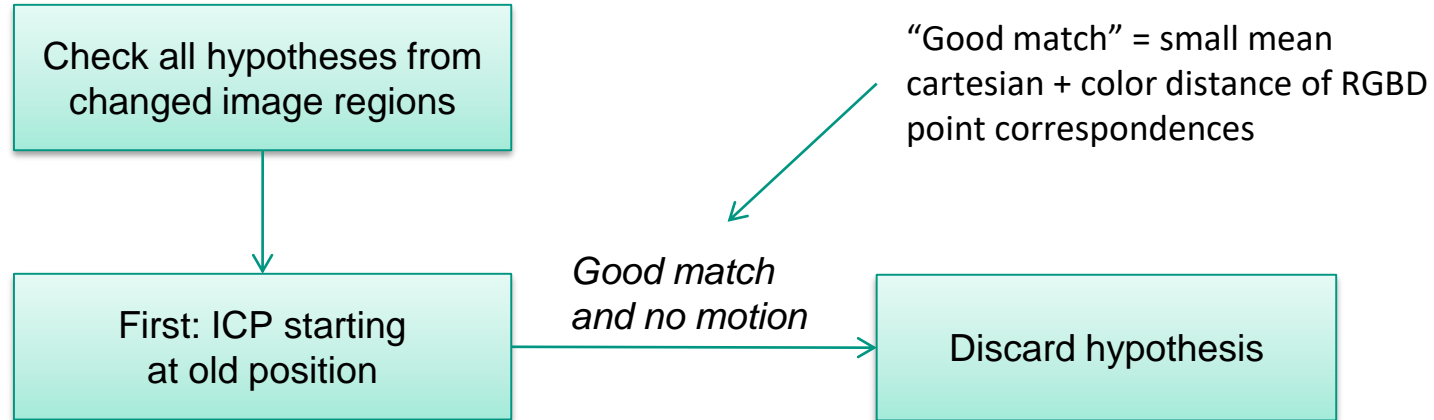 Check all hypotheses from
changed image regions
“Good match” = small mean
cartesian + color distance of RGBD
point correspondences
First: ICP starting
at old position
Good match
and no motion
Discard hypothesis